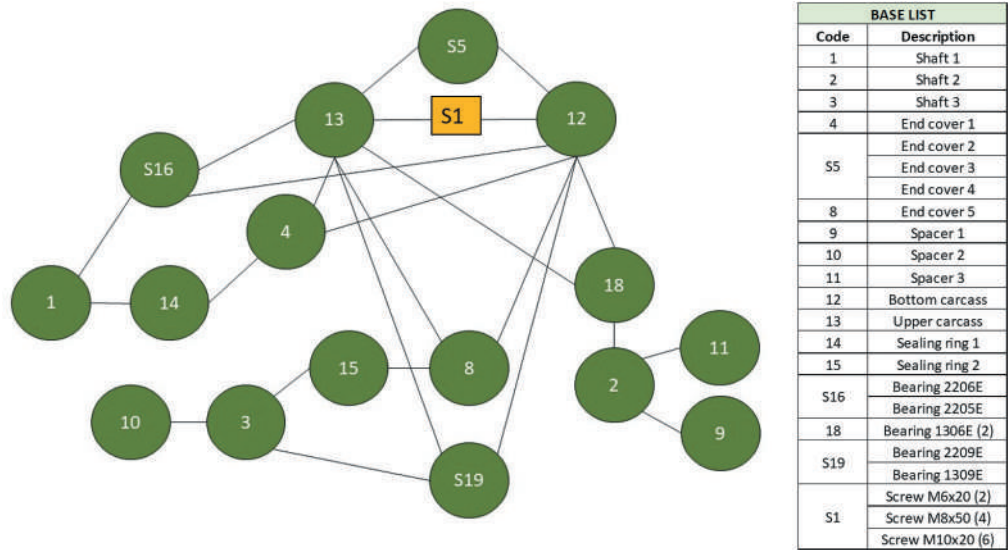 S5
13
S1
12
S16
4
1
14
18
15
8
11
2
10
3
9
S19
BASE LIST
Code Description
1 Shaft 1
2 Shaft 2
3 Shaft 3
4 End cover 1
S5 End cover 2
End cover 3
End cover 4
8 End cover 5
9 Spacer 1
10 Spacer 2
11 Spacer 3
12 Bottom carcass
13 Upper carcass
14 Sealing ring 1
15 Sealing ring 2
S16 Bearing 2206E
Bearing 2205E
18 Bearing 1306E (2)
S19 Bearing 2209E
Bearing 1309E
S1 Screw M6x20 (2)
Screw M8x50 (4)
Screw M10x20 (6)